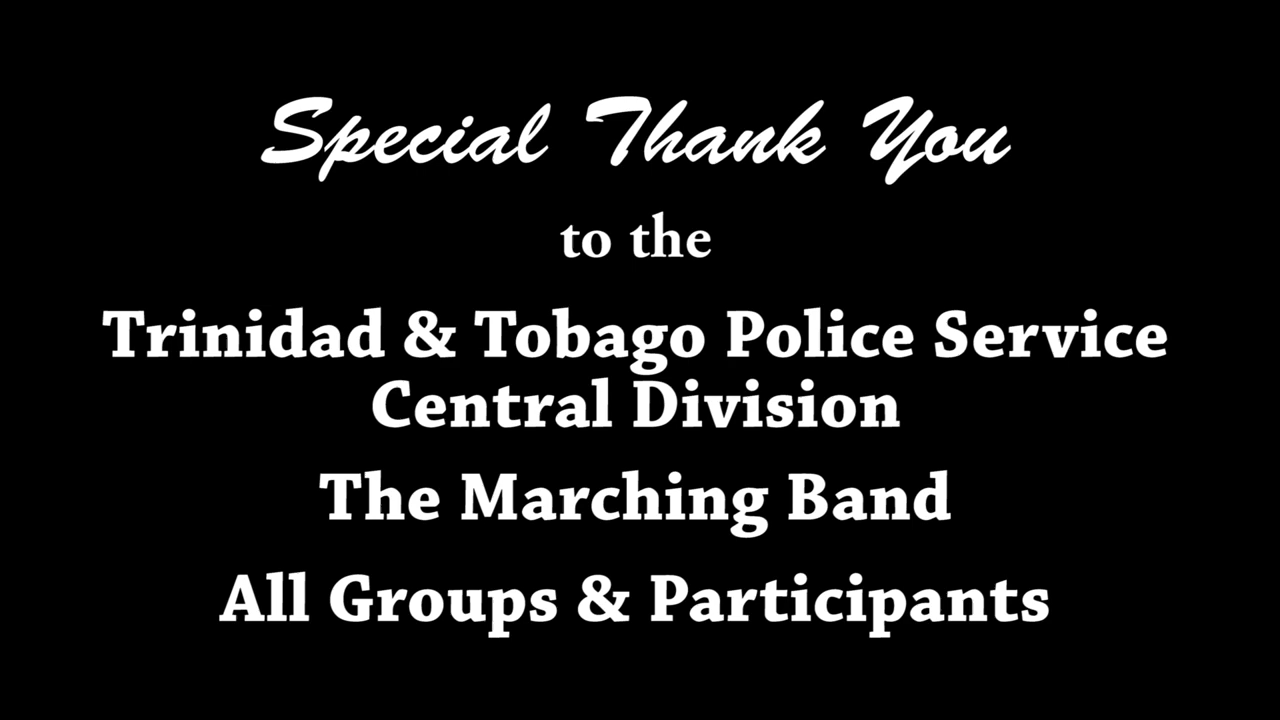 Special Thank You
to the
Trinidad & Tobago Police Service
Central Division
The Marching Band
All Groups & Participants